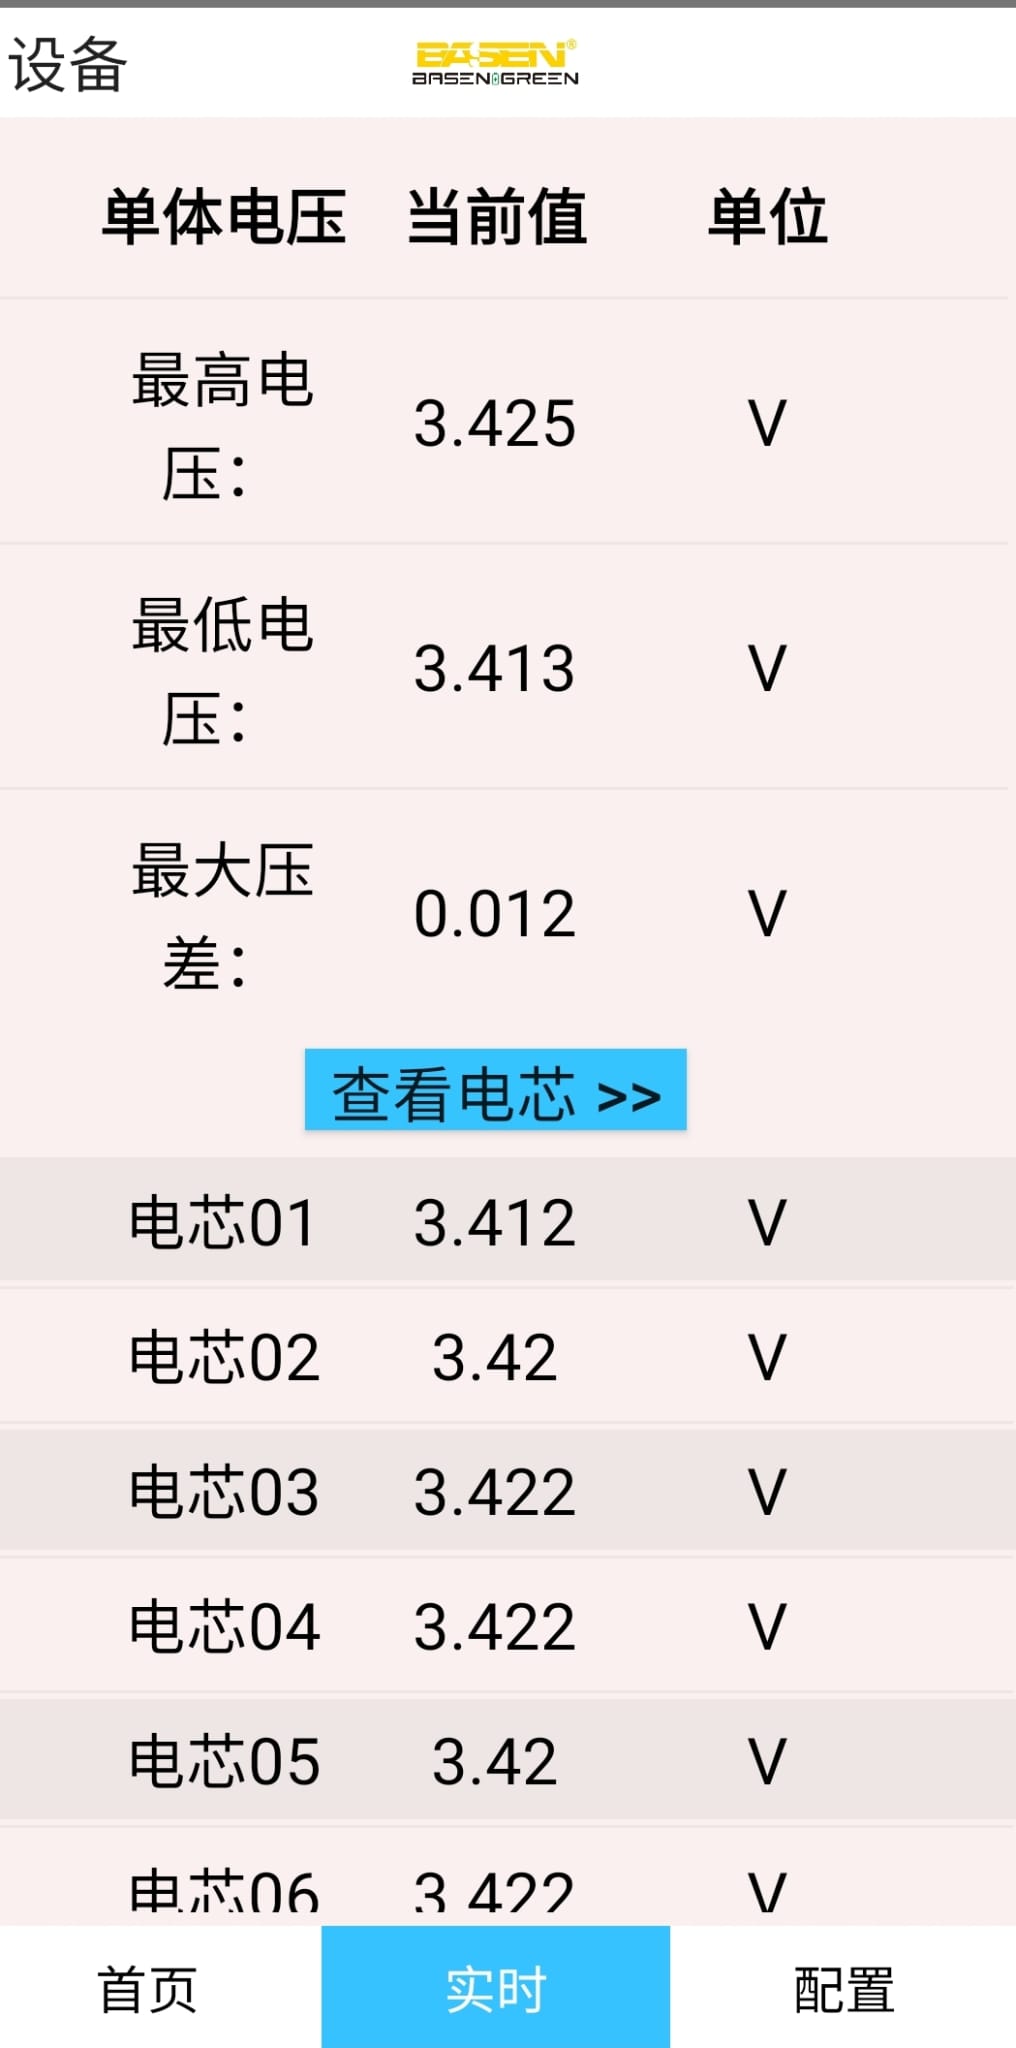 设备
BASEN®
BASEN GREEN
单体电压 当前值 单位
最高电
压： 3.425 V
最低电
压： 3.413 V
最大压
差： 0.012 V
查看电芯 >>
电芯01 3.412 V
电芯02 3.42 V
电芯03 3.422 V
电芯04 3.422 V
电芯05 3.42 V
电芯06 3.422 V
首页 实时 配置